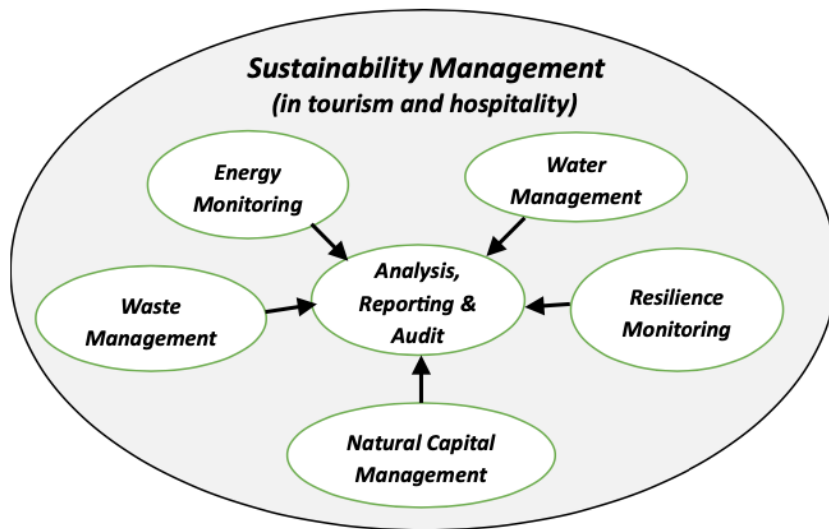 Sustainability Management
(in tourism and hospitality)
Energy
Monitoring
Water
Management
Analysis,
Reporting &
Audit
Waste
Management
Resilience
Monitoring
Natural Capital
Management